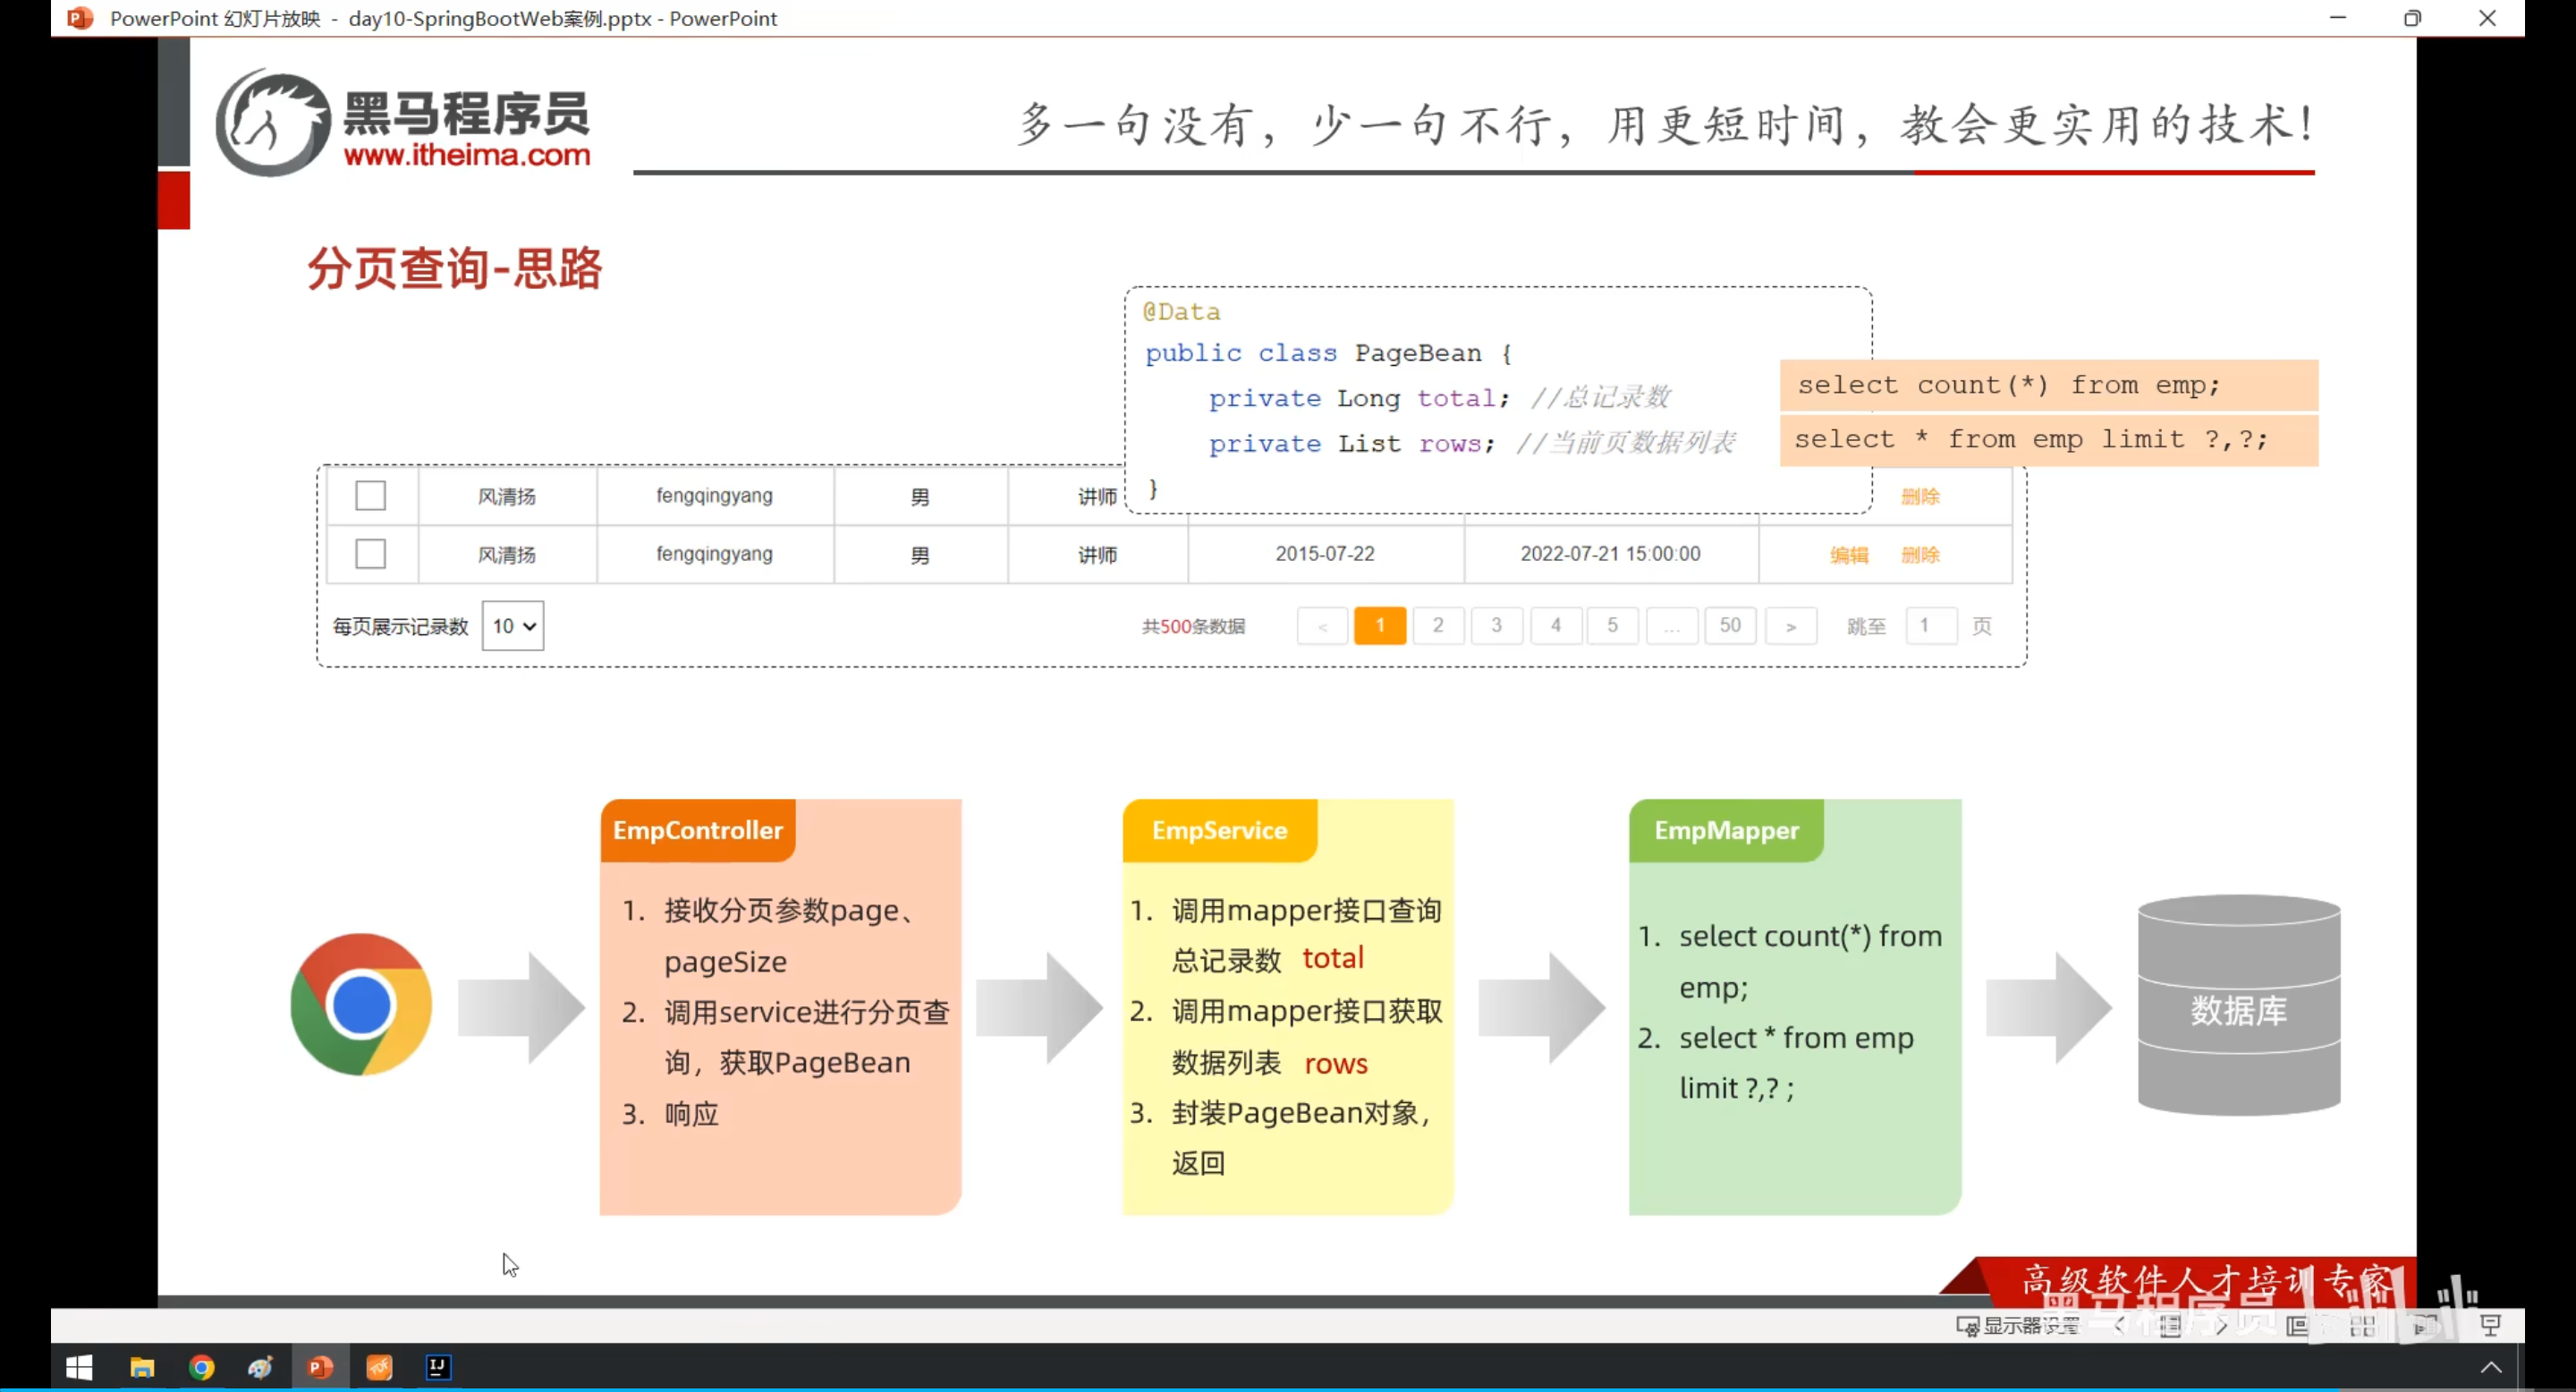 PowerPoint 幻灯片放映 - day10-SpringBootWeb案例.pptx - PowerPoint
黑马程序员
www.itheima.com
多一句没有，少一句不行，用更短时间，教会更实用的技术！
分页查询-思路
@Data
public class PageBean {
private Long total; //总记录数
private List rows; //当前页数据列表
}
select count(*) from emp;
select * from emp limit ?,?;
风清扬 fengqingyang 男 讲师 删除
风清扬 fengqingyang 男 讲师 2015-07-22 2022-07-21 15:00:00 编辑 删除
每页展示记录数 10 共500条数据 < 1 2 3 4 5 ... 50 > 跳至 1 页
EmpController
1. 接收分页参数page、
pageSize
2. 调用service进行分页查
询，获取PageBean
3. 响应
EmpService
1. 调用mapper接口查询
总记录数 total
2. 调用mapper接口获取
数据列表 rows
3. 封装PageBean对象，
返回
EmpMapper
1. select count(*) from
emp;
2. select * from emp
limit ?,? ;
数据库
高级软件人才培训专家
黑马程序员
显示器设置